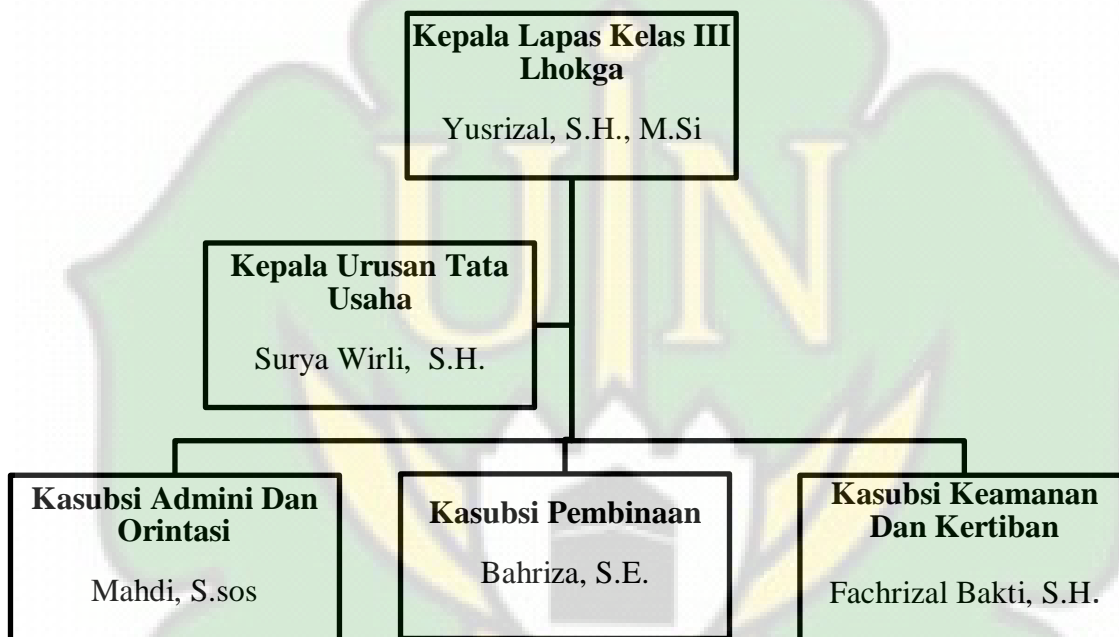 UIN
Kepala Lapas Kelas III
Lhokga
Yusrizal, S.H., M.Si
Kepala Urusan Tata
Usaha
Surya Wirli, S.H.
Kasubsi Admini Dan
Orintasi
Mahdi, S.sos
Kasubsi Pembinaan
Bahriza, S.E.
Kasubsi Keamanan
Dan Kertiban
Fachrizal Bakti, S.H.